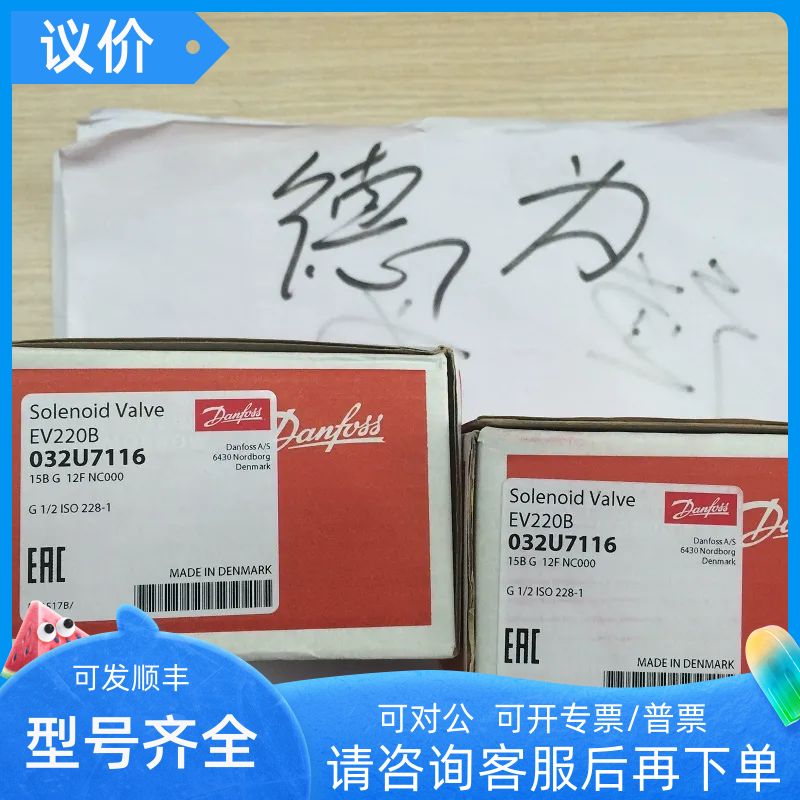 议价
德为
Solenoid Valve
Danfoss
EV220B
032U7116
15B G 12F NC000
Danfoss A/S
6430 Nordborg
Denmark
G 1/2 ISO 228-1
EAC
MADE IN DENMARK
517B/
Danfoss
Solenoid Valve
Danfoss
EV220B
032U7116
15B G 12F NC000
Danfoss A/S
6430 Nordborg
Denmark
G 1/2 ISO 228-1
EAC
MADE IN DENMARK
可发顺丰
型号齐全
可对公 可开专票/普票
请咨询客服后再下单